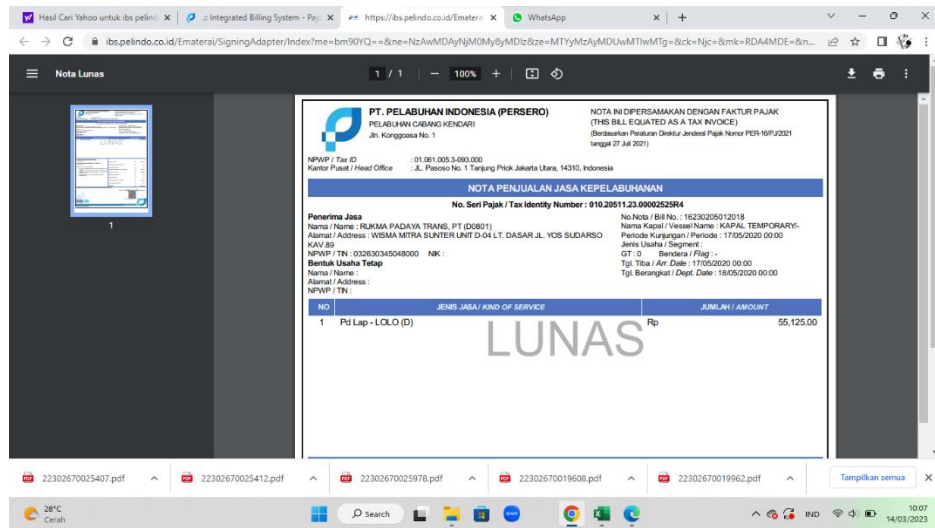 Hasil Cari Yahoo untuk ibs pelind
.:: Integrated Billing System - Pay
https://ibs.pelindo.co.id/Ematera
WhatsApp
ibs.pelindo.co.id/Ematerai/SigningAdapter/Index?me=bm90YQ==&ne=NzAwMDAyNjM0My8yMDIz&ze=MTYyMzAyMDUwMTIwMTg=&ck=Njc=&mk=RDA4MDE=&n...
Nota Lunas
1 / 1
100%
1
PT. PELABUHAN INDONESIA (PERSERO)
PELABUHAN CABANG KENDARI
Jln. Konggoasa No. 1
NOTA INI DIPERSAMAKAN DENGAN FAKTUR PAJAK
(THIS BILL EQUATED AS A TAX INVOICE)
(Berdasarkan Peraturan Direktur Jenderal Pajak Nomor PER-16/PJ/2021
tanggal 27 Juli 2021)
NPWP / Tax ID : 01.061.005.3-093.000
Kantor Pusat / Head Office : JL. Pasoso No. 1 Tanjung Priok Jakarta Utara, 14310, Indonesia
NOTA PENJUALAN JASA KEPELABUHANAN
No. Seri Pajak / Tax Identity Number : 010.20511.23.00002525R4
Penerima Jasa
Nama / Name : RUKMA PADAYA TRANS, PT (D0801)
Alamat / Address : WISMA MITRA SUNTER UNIT D-04 LT. DASAR JL. YOS SUDARSO
KAV.89
NPWP / TIN : 032630345048000 NIK :
Bentuk Usaha Tetap
Nama / Name :
Alamat / Address :
NPWP / TIN :
No.Nota / Bill No. : 16230205012018
Nama Kapal / Vessel Name : KAPAL TEMPORARY/-
Periode Kunjungan / Periode : 17/05/2020 00:00
Jenis Usaha / Segment :
GT : 0 Bendera / Flag : -
Tgl. Tiba / Arr. Date : 17/05/2020 00:00
Tgl. Berangkat / Dept. Date : 18/05/2020 00:00
NO JENIS JASA / KIND OF SERVICE JUMLAH / AMOUNT
1 Pd Lap - LOLO (D) Rp 55,125.00
LUNAS
22302670025407.pdf
22302670025412.pdf
22302670025978.pdf
22302670019608.pdf
22302670019962.pdf
Tampilkan semua
28°C
Cerah
Search
IND
10:07
14/03/2023